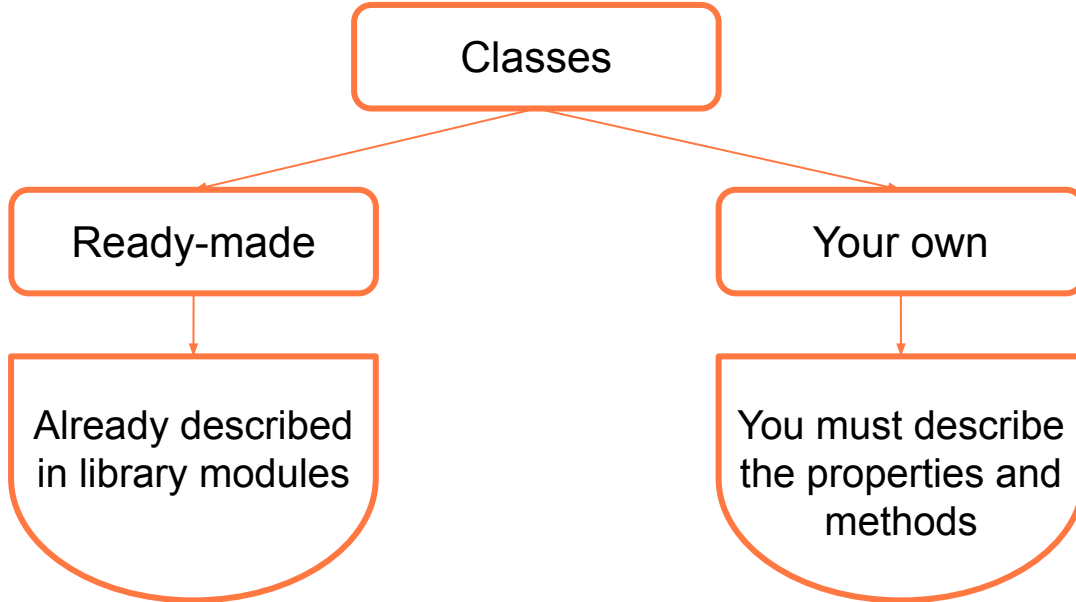 Classes
Ready-made
Your own
Already described
in library modules
You must describe
the properties and
methods